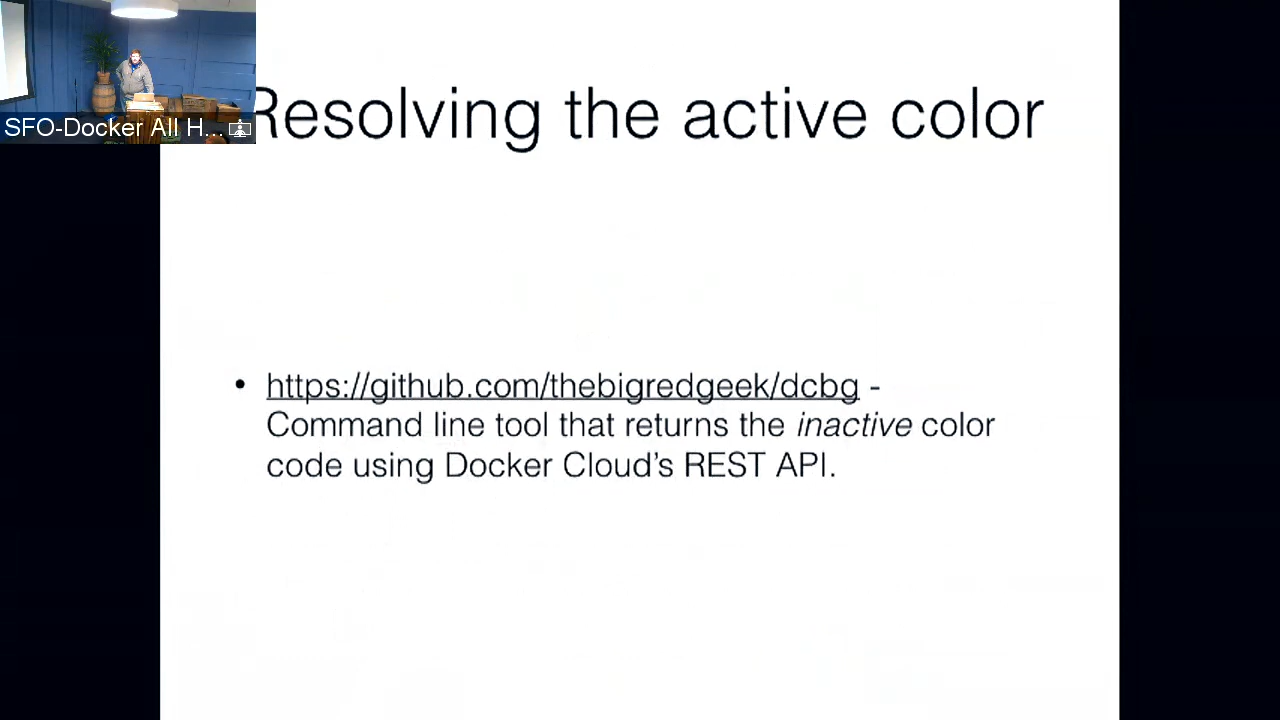 SFO-Docker All H...
Resolving the active color
• https://github.com/thebigredgeek/dcbg -
Command line tool that returns the inactive color
code using Docker Cloud’s REST API.